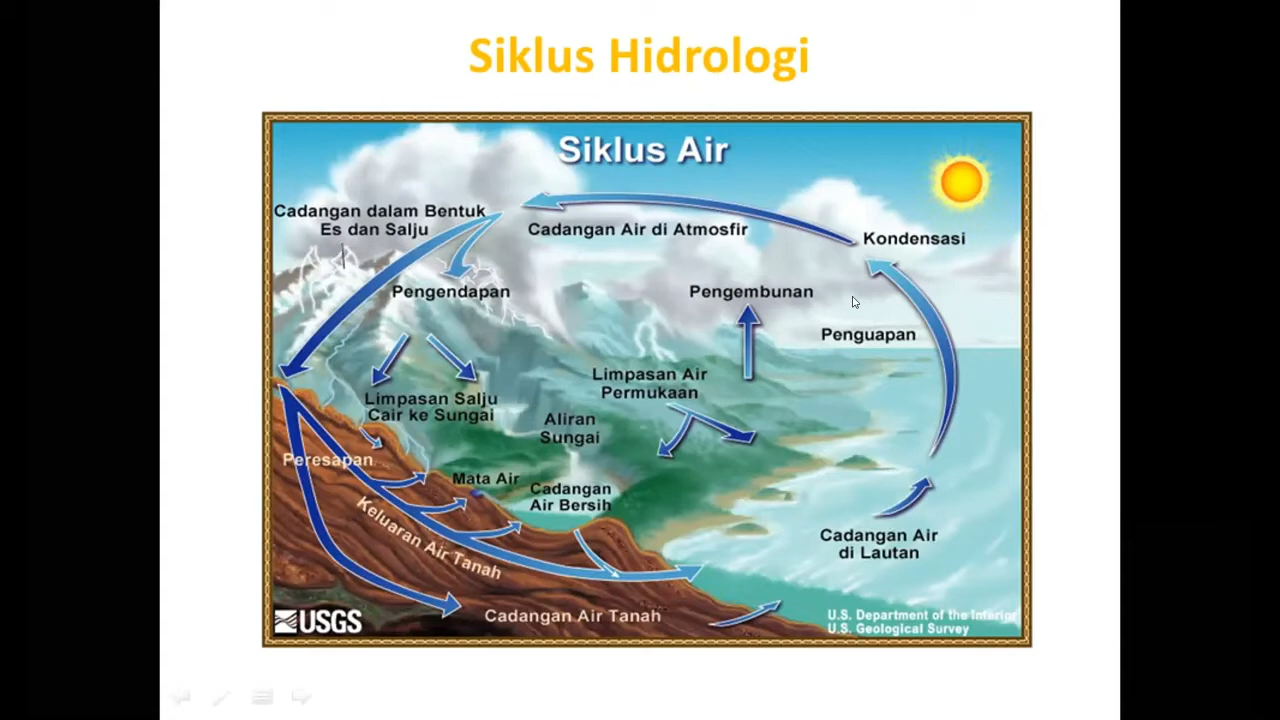 Siklus Hidrologi
Siklus Air
Cadangan dalam Bentuk
Es dan Salju
Cadangan Air di Atmosfir
Kondensasi
Pengendapan
Pengembunan
Penguapan
Limpasan Air
Permukaan
Limpasan Salju
Cair ke Sungai
Aliran
Sungai
Peresapan
Mata Air
Cadangan
Air Bersih
Keluaran Air Tanah
Cadangan Air
di Lautan
Cadangan Air Tanah
USGS
U.S. Department of the Interior
U.S. Geological Survey